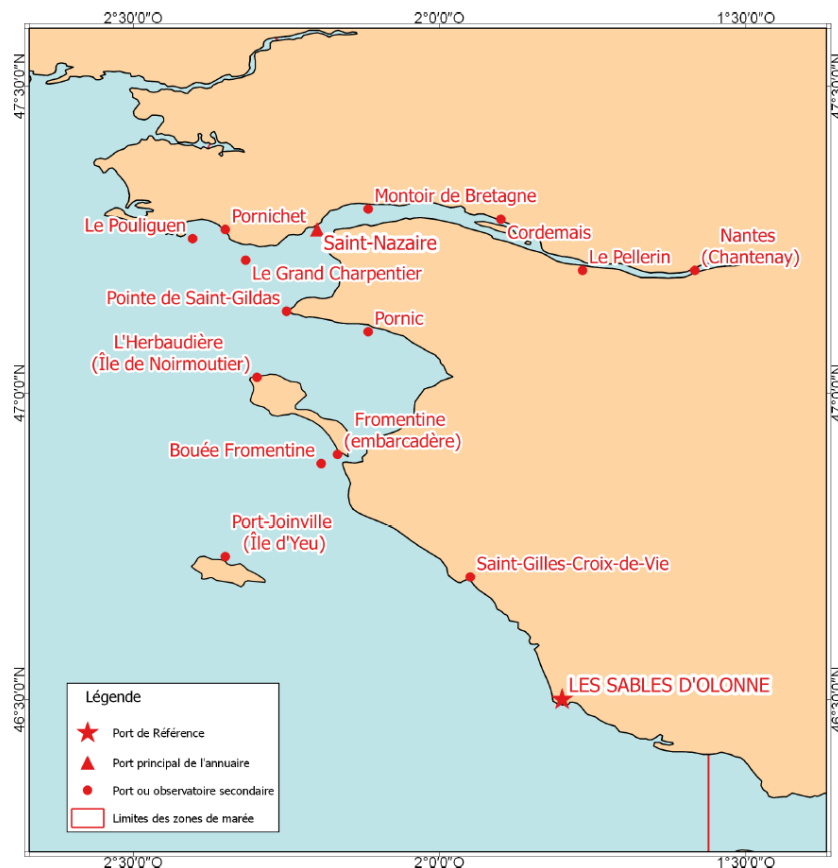 2°30'0"O
2°00'0"O
1°30'0"O
47°30'0"N
47°30'0"N
Montoir de Bretagne
Le Pouliguen
Pornichet
Cordemais
Nantes
(Chantenay)
Saint-Nazaire
Le Pellerin
Le Grand Charpentier
Pointe de Saint-Gildas
Pornic
L'Herbaudière
(Île de Noirmoutier)
47°0'0"N
47°0'0"N
Fromentine
(embarcadère)
Bouée Fromentine
Port-Joinville
(Île d'Yeu)
Saint-Gilles-Croix-de-Vie
LES SABLES D'OLONNE
46°30'0"N
46°30'0"N
Légende
Port de Référence
Port principal de l'annuaire
Port ou observatoire secondaire
Limites des zones de marée
2°30'0"O
2°00'0"O
1°30'0"O